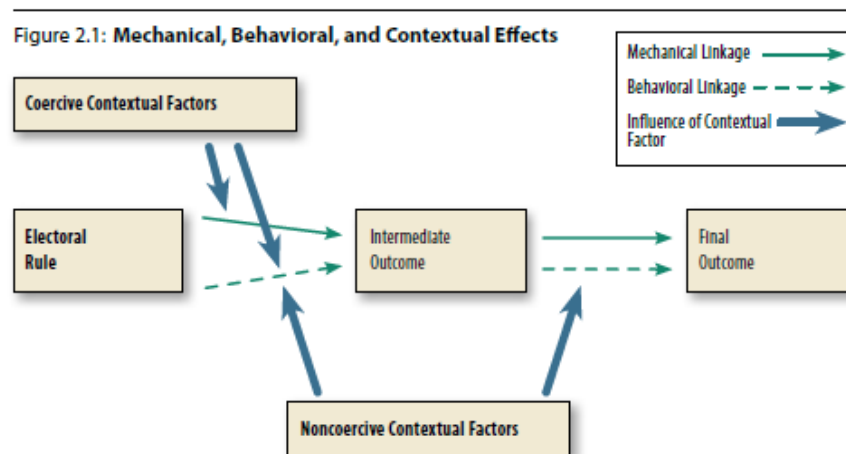 Figure 2.1: Mechanical, Behavioral, and Contextual Effects
Mechanical Linkage
Behavioral Linkage
Influence of Contextual
Factor
Coercive Contextual Factors
Electoral
Rule
Intermediate
Outcome
Final
Outcome
Noncoercive Contextual Factors